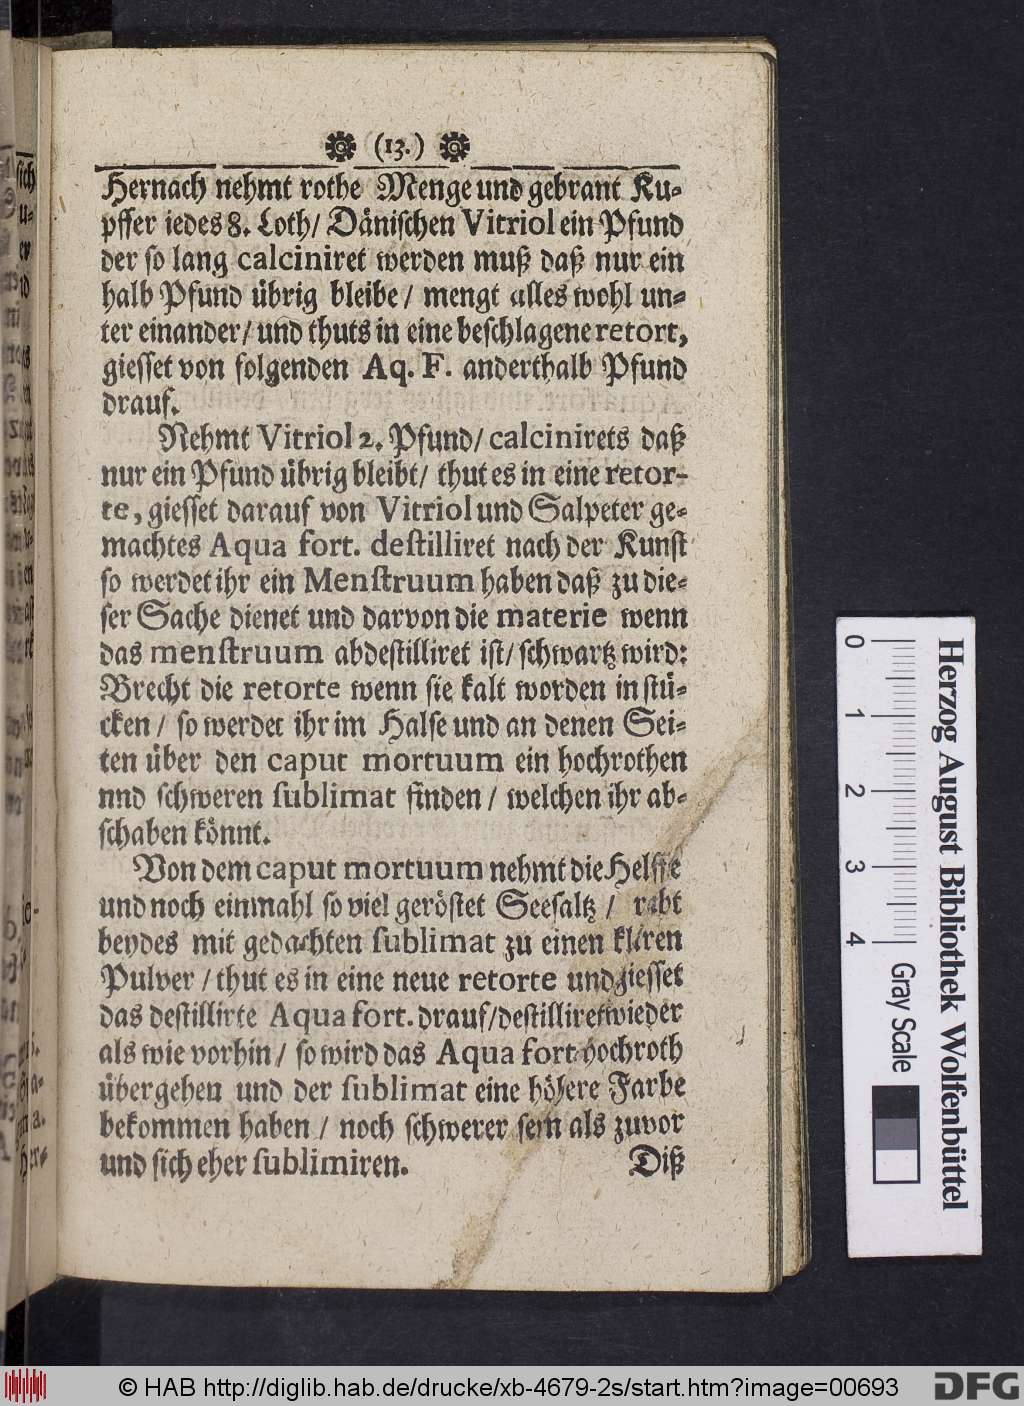 (13.)
Hernach nehmt rothe Menge und gebrant Ku-
pffer iedes 8. Loth/ Dänischen Vitriol ein Pfund
der so lang calciniret werden muß daß nur ein
halb Pfund übrig bleibe / mengt alles wohl un-
ter einander/ und thuts in eine beschlagene retort,
giesset von folgenden Aq. F. anderthalb Pfund
drauf.
Nehmt Vitriol 2. Pfund/ calcinirets daß
nur ein Pfund übrig bleibt/ thut es in eine retor-
te, giesset darauf von Vitriol und Salpeter ge-
machtes Aqua fort. destilliret nach der Kunst
so werdet ihr ein Menstruum haben daß zu die-
ser Sache dienet und darvon die materie wenn
das menstruum abdestilliret ist/ schwartz wird:
Brecht die retorte wenn sie kalt worden in stü-
cken / so werdet ihr im Halse und an denen Sei-
ten über den caput mortuum ein hochrothen
nnd schweren sublimat finden / welchen ihr ab-
schaben könnt.
Von dem caput mortuum nehmt die Helffte
und noch einmahl so viel geröstet Seesaltz / rebt
beydes mit gedachten sublimat zu einen klaren
Pulver / thut es in eine neue retorte und giesset
das destillirte Aqua fort. drauf/destilliret wieder
als wie vorhin / so wird das Aqua fort hochroth
übergehen und der sublimat eine höhere Farbe
bekommen haben / noch schwerer sein als zuvor
und sich eher sublimiren.
Diß
Herzog August Bibliothek Wolfenbüttel
0 1 2 3 4 Gray Scale
© HAB http://diglib.hab.de/drucke/xb-4679-2s/start.htm?image=00693
DFG